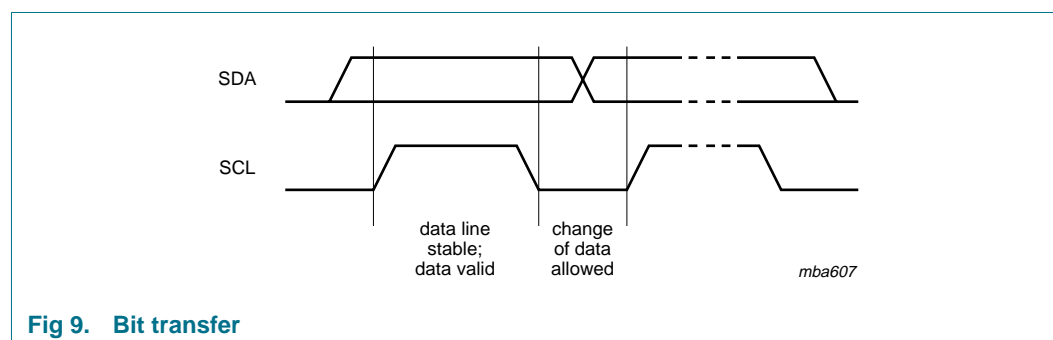 SDA
SCL
data line
stable;
data valid
change
of data
allowed
mba607
Fig 9. Bit transfer